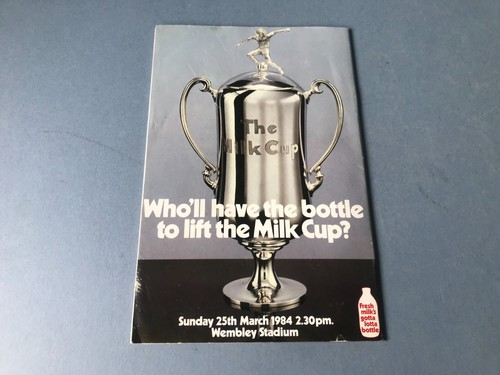 The
Milk Cup
Who'll have the bottle
to lift the Milk Cup?
Sunday 25th March 1984 2.30pm.
Wembley Stadium
Fresh
milk's
gotta
lotta
bottle